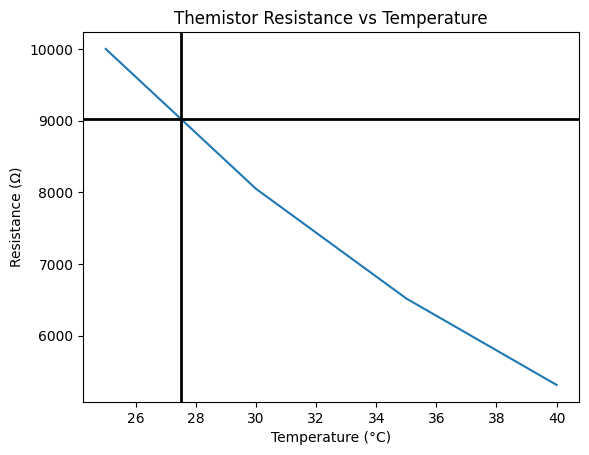 Themistor Resistance vs Temperature
10000
9000
8000
7000
6000
Resistance (Ω)
26 28 30 32 34 36 38 40
Temperature (°C)